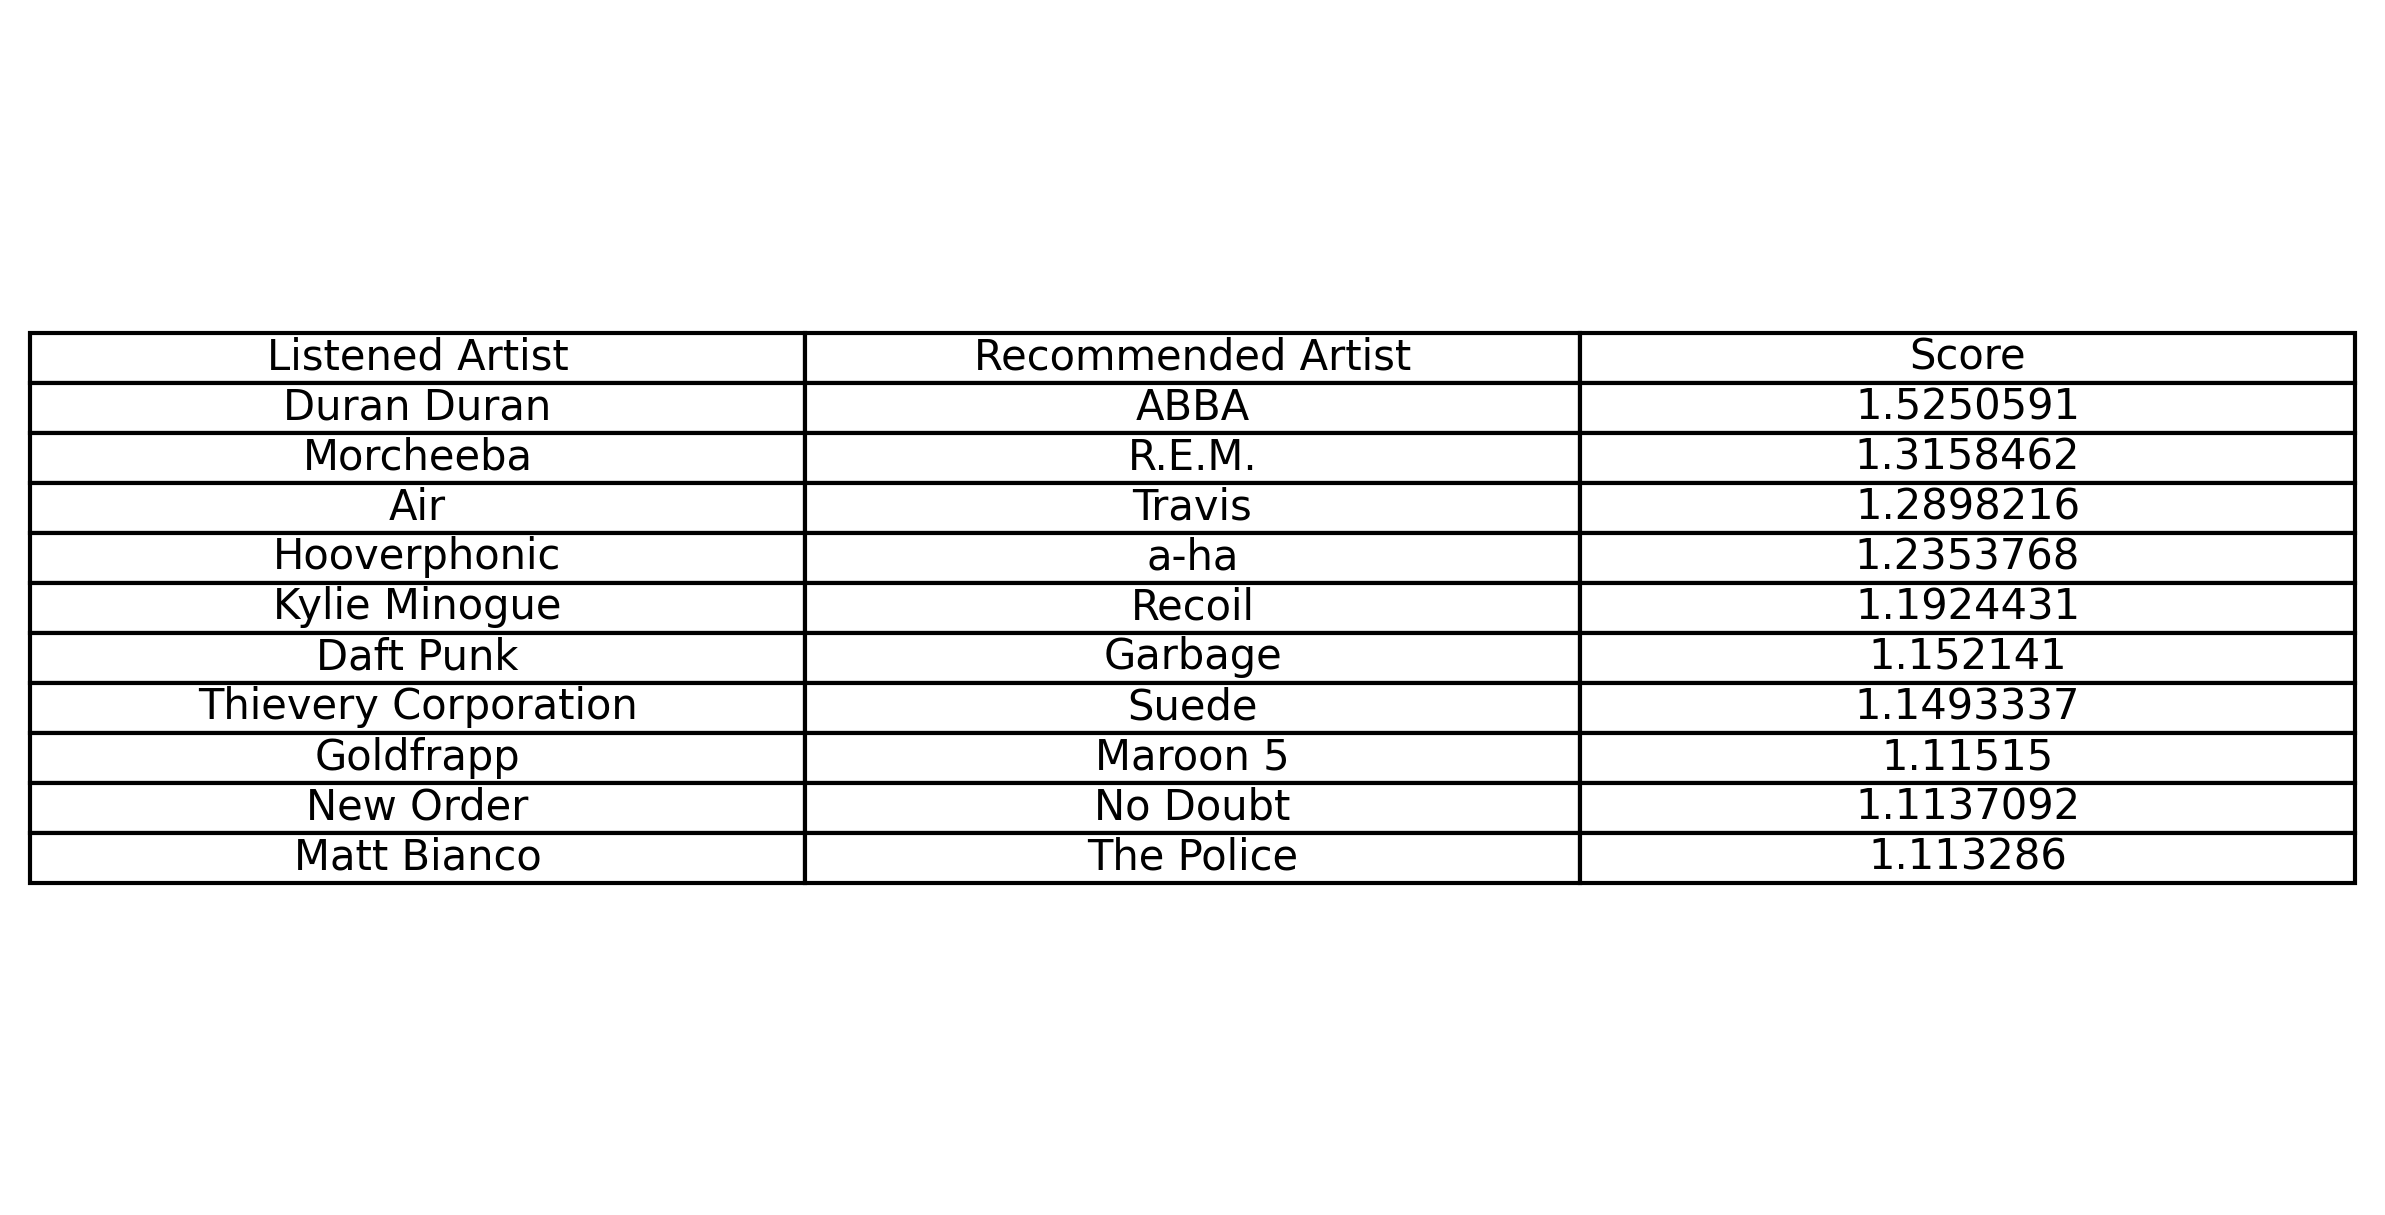 Listened Artist Recommended Artist Score
Duran Duran ABBA 1.5250591
Morcheeba R.E.M. 1.3158462
Air Travis 1.2898216
Hooverphonic a-ha 1.2353768
Kylie Minogue Recoil 1.1924431
Daft Punk Garbage 1.152141
Thievery Corporation Suede 1.1493337
Goldfrapp Maroon 5 1.11515
New Order No Doubt 1.1137092
Matt Bianco The Police 1.113286